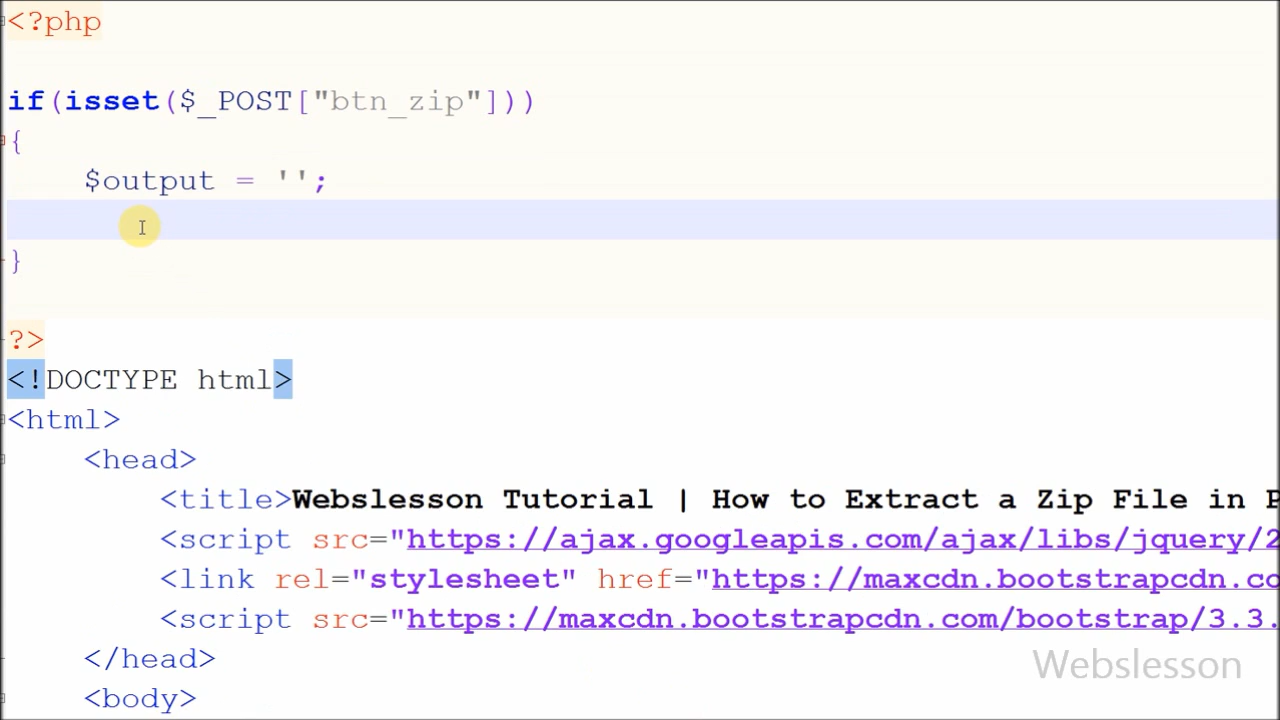 <?php
if(isset($_POST["btn_zip"]))
{
$output = '';
}
?>
<!DOCTYPE html>
<html>
<head>
<title>Webslesson Tutorial | How to Extract a Zip File in P
<script src="https://ajax.googleapis.com/ajax/libs/jquery/2
<link rel="stylesheet" href="https://maxcdn.bootstrapcdn.co
<script src="https://maxcdn.bootstrapcdn.com/bootstrap/3.3.
</head>
<body>
Webslesson